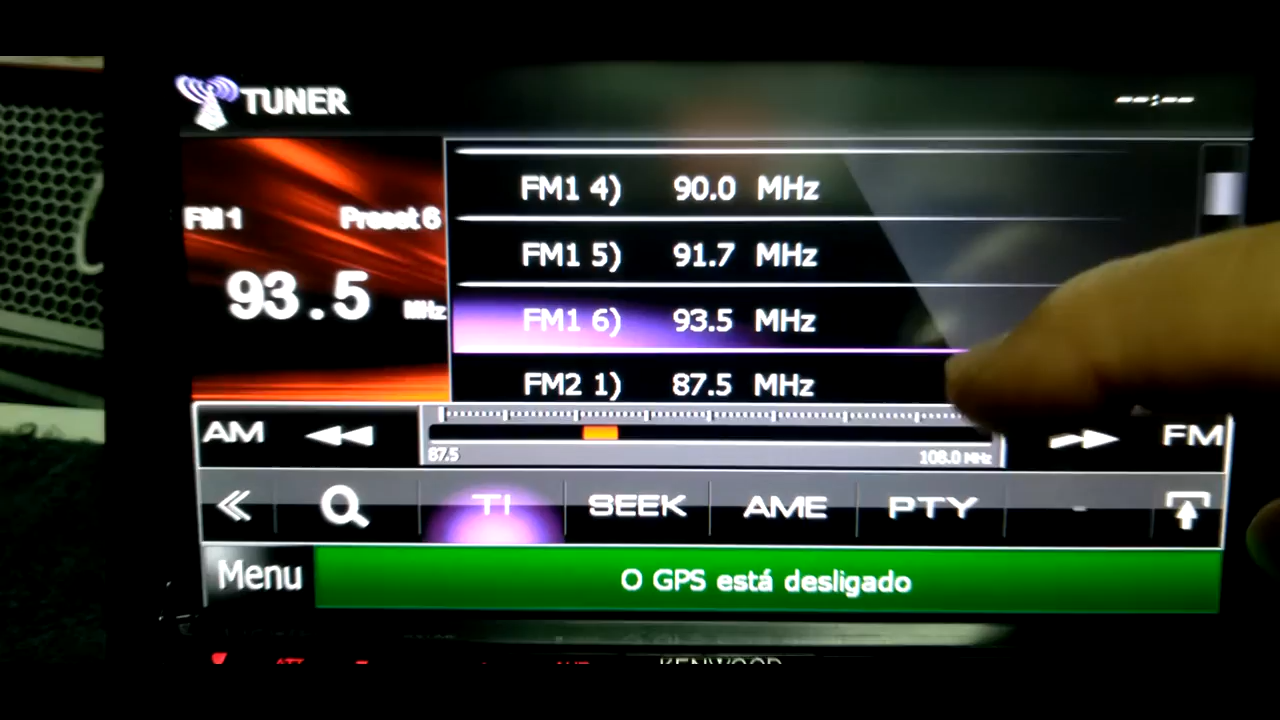 TUNER
--:--
FM1 Preset 6
93.5 MHz
FM1 4) 90.0 MHz
FM1 5) 91.7 MHz
FM1 6) 93.5 MHz
FM2 1) 87.5 MHz
AM FM
87.5 108.0 MHz
TI SEEK AME PTY
Menu O GPS está desligado
ATT KENWOOD